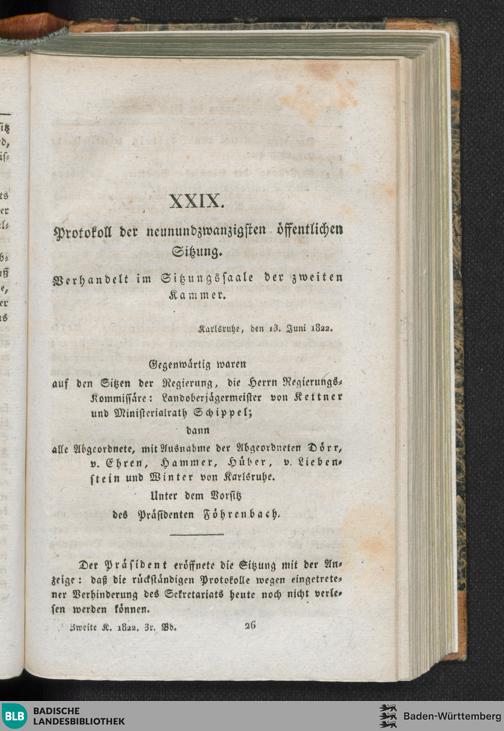 XXIX.
Protokoll der neunundzwanzigsten öffentlichen
Sitzung.
Verhandelt im Sitzungssaale der zweiten
Kammer.
Karlsruhe, den 13. Juni 1822.
Gegenwärtig waren
auf den Sitzen der Regierung, die Herrn Regierungs-
Kommissäre: Landoberjägermeister von Kettner
und Ministerialrath Schippel;
dann
alle Abgeordnete, mit Ausnahme der Abgeordneten Dörr,
v. Ehren, Hammer, Hüber, v. Lieben-
stein und Winter von Karlsruhe.
Unter dem Vorsitz
des Präsidenten Föhrenbach.
Der Präsident eröffnete die Sitzung mit der An-
zeige: daß die rückständigen Protokolle wegen eingetrete-
ner Verhinderung des Sekretariats heute noch nicht verle-
sen werden können.
Zweite K. 1822. 3r. Bd. 26
BLB BADISCHE
LANDESBIBLIOTHEK
Baden-Württemberg